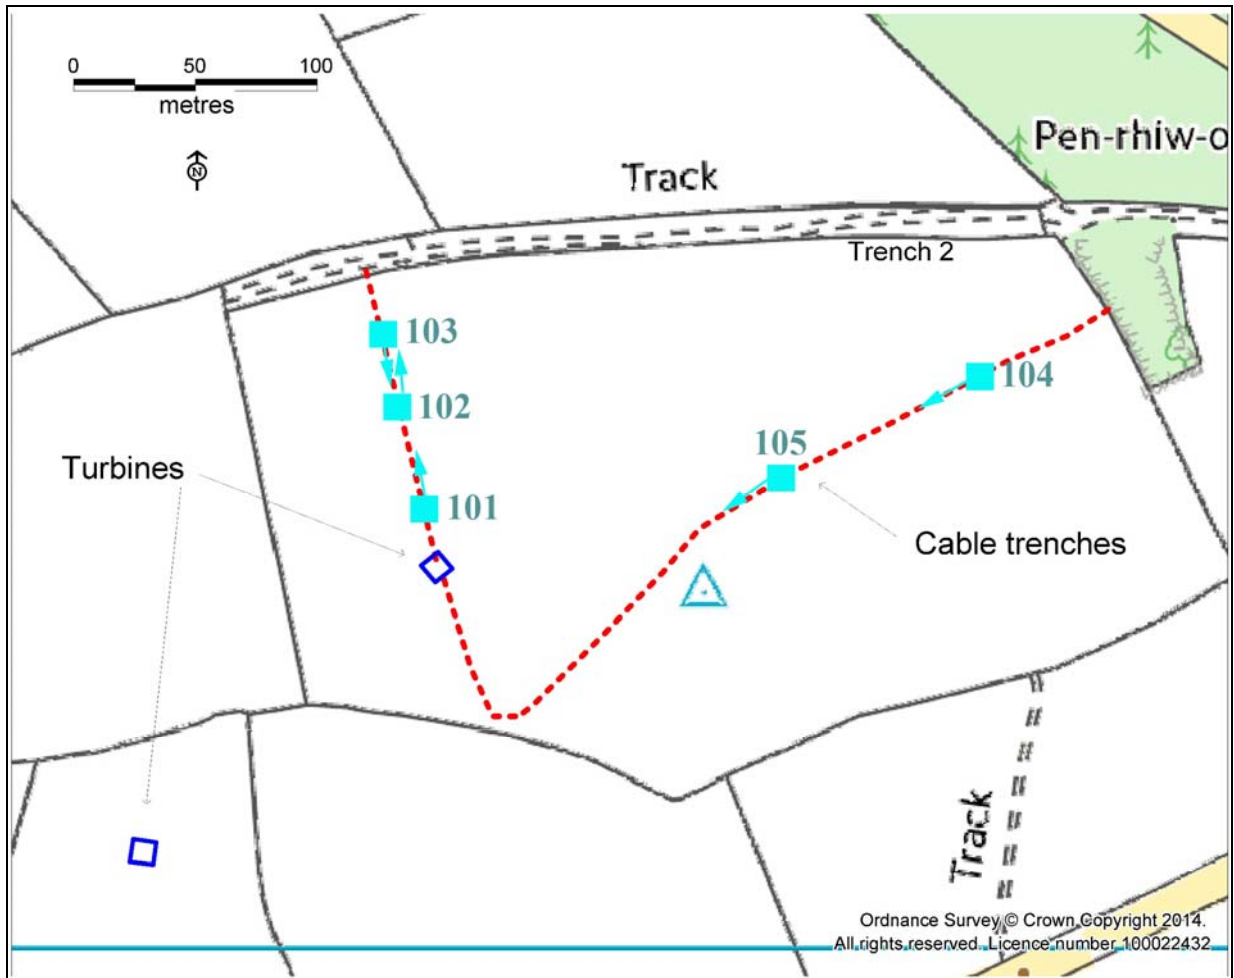 0 50 100
metres
N
Track
Pen-rhiw-o
Trench 2
103
102
104
105
Turbines
101
Cable trenches
Track
Ordnance Survey © Crown Copyright 2014.
All rights reserved. Licence number 100022432